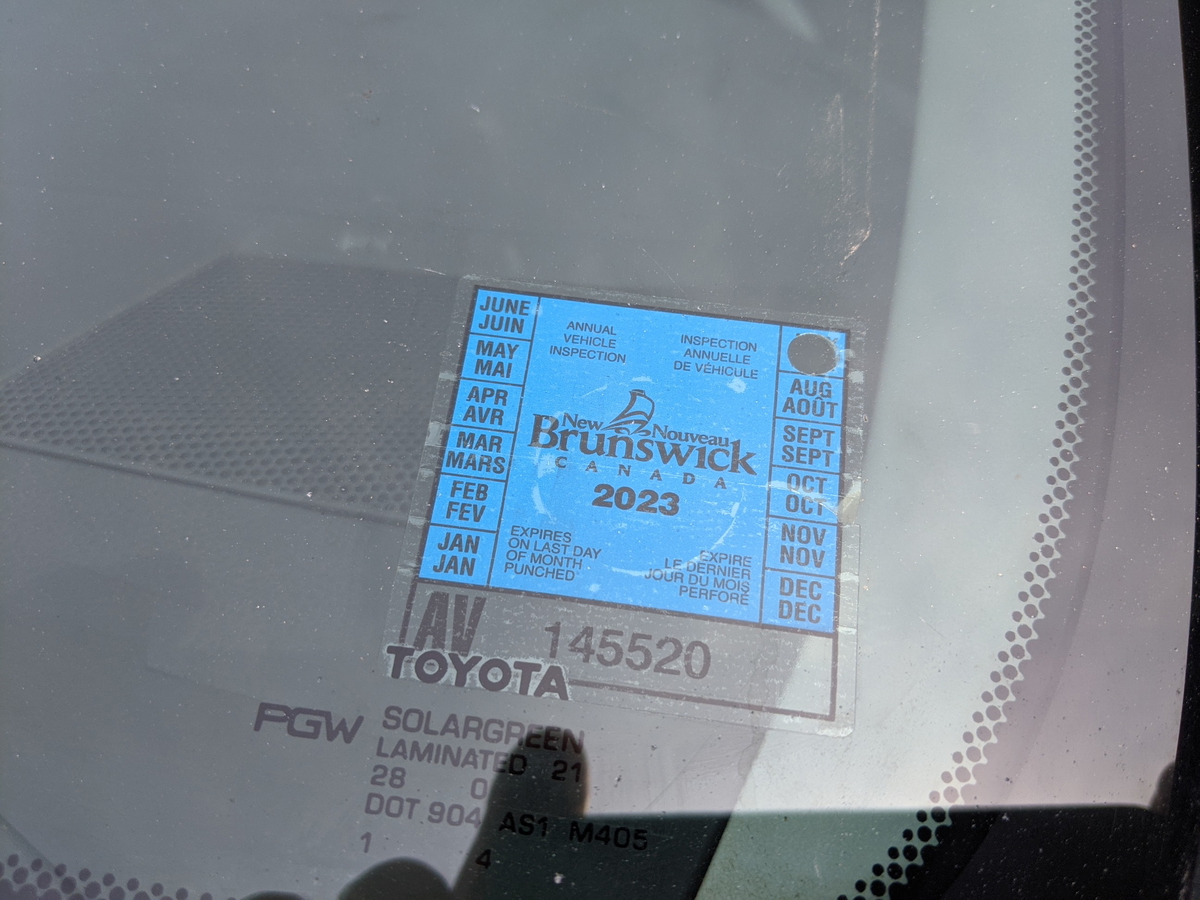 JUNE
JUIN
MAY
MAI
APR
AVR
MAR
MARS
FEB
FEV
JAN
JAN
ANNUAL
VEHICLE
INSPECTION
INSPECTION
ANNUELLE
DE VÉHICULE
New Nouveau
Brunswick
CANADA
2023
EXPIRES
ON LAST DAY
OF MONTH
PUNCHED
EXPIRE
LE DERNIER
JOUR DU MOIS
PERFORÉ
AUG
AOÛT
SEPT
SEPT
OCT
OCT
NOV
NOV
DEC
DEC
AV 145520
TOYOTA
PGW SOLARGREEN
LAMINATED 21
28 0
DOT 904 AS1 M405
1 4